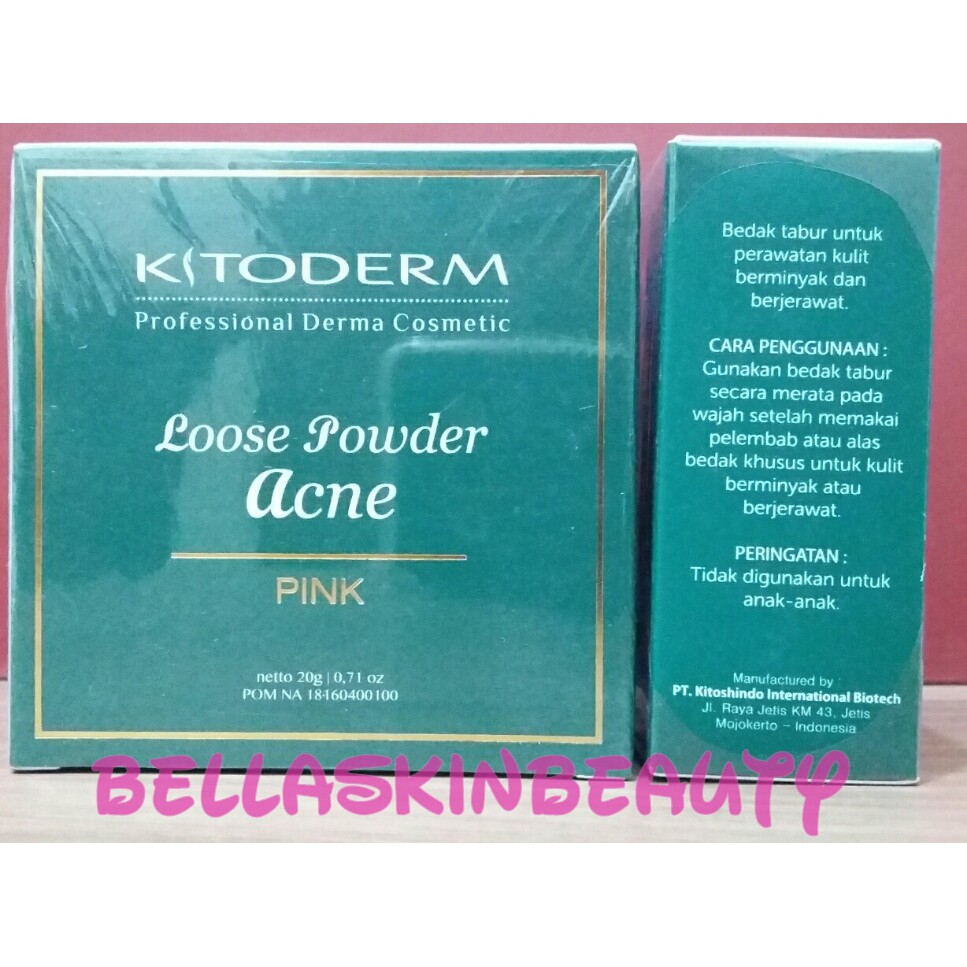 KITODERM
Professional Derma Cosmetic
Loose Powder
acne
PINK
netto 20g | 0,71 oz
POM NA 18160400100
Bedak tabur untuk
perawatan kulit
berminyak dan
berjerawat.
CARA PENGGUNAAN :
Gunakan bedak tabur
secara merata pada
wajah setelah memakai
pelembab atau alas
bedak khusus untuk kulit
berminyak atau
berjerawat.
PERINGATAN :
Tidak digunakan untuk
anak-anak.
Manufactured by :
PT. Kitoshindo International Biotech
Jl. Raya Jetis KM 43, Jetis
Mojokerto - Indonesia
BELLASKINBEAUTY